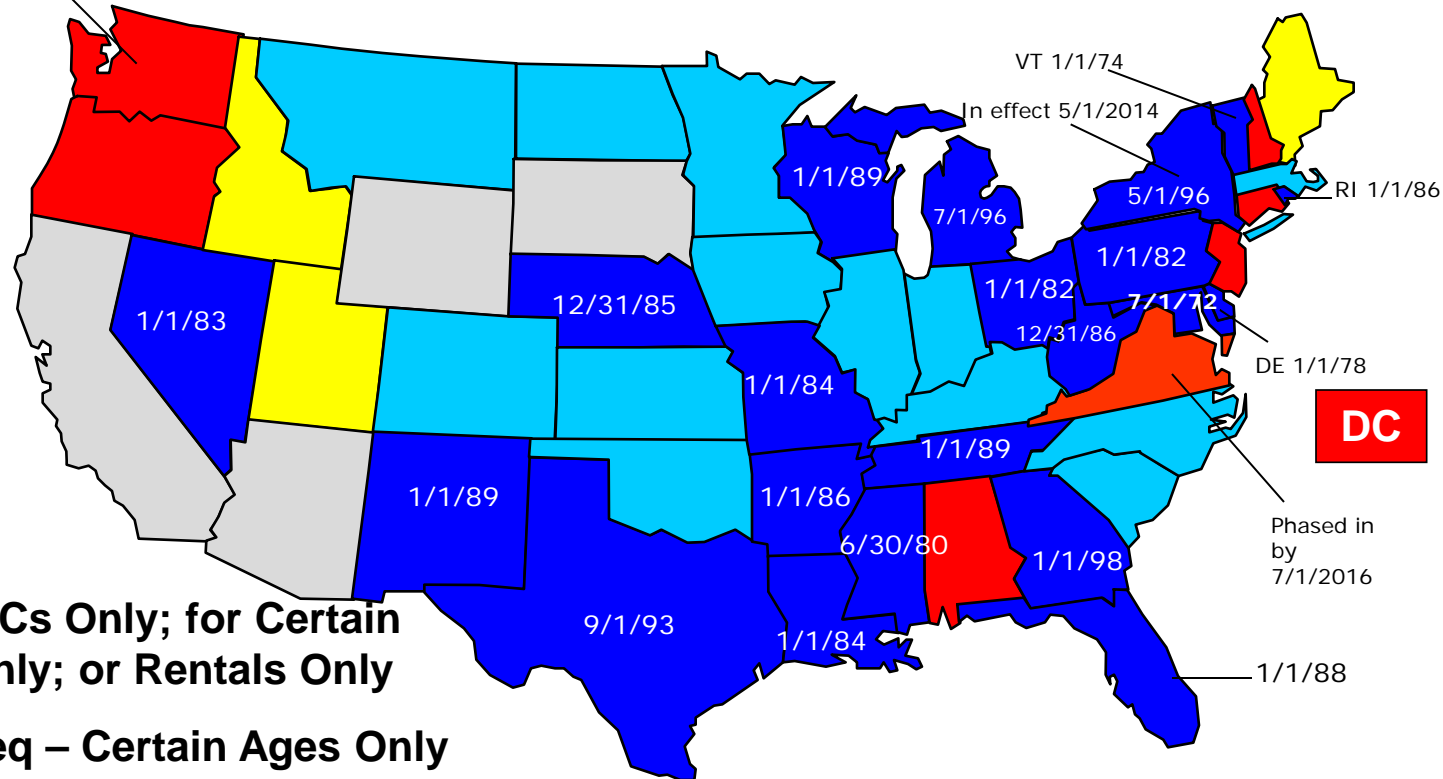 VT 1/1/74
In effect 5/1/2014
1/1/89
7/1/96
5/1/96
RI 1/1/86
1/1/82
1/1/83
12/31/85
1/1/82
7/1/72
12/31/86
DE 1/1/78
1/1/84
DC
1/1/89
1/1/89
1/1/86
6/30/80
1/1/98
Phased in
by
7/1/2016
Cs Only; for Certain
nly; or Rentals Only
9/1/93
1/1/84
1/1/88
eq – Certain Ages Only